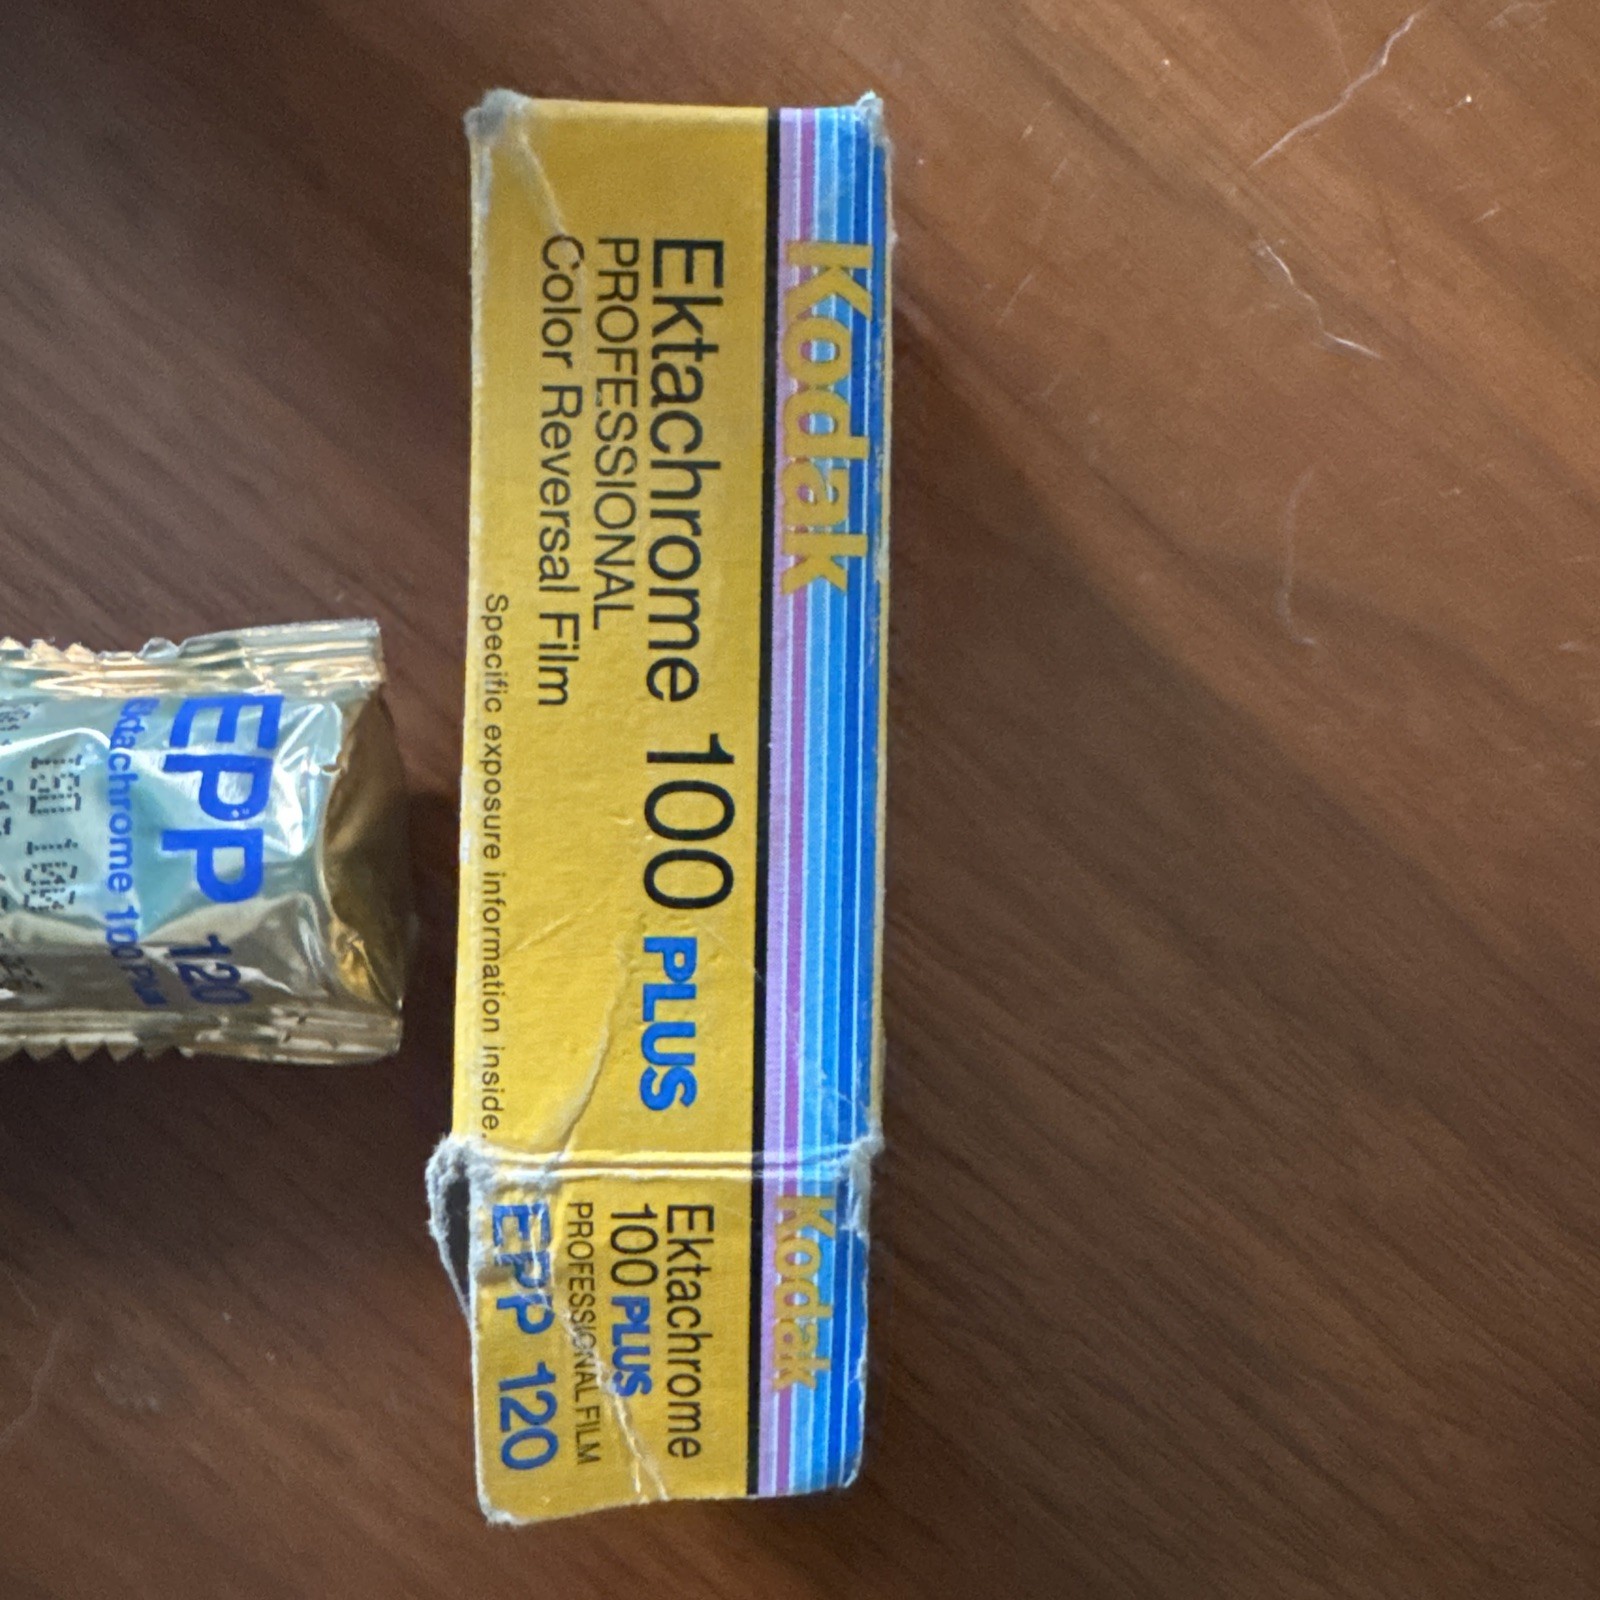 Kodak
Ektachrome 100 PLUS
PROFESSIONAL
Color Reversal Film
Specific exposure information inside.
Kodak
Ektachrome
100 PLUS
PROFESSIONAL FILM
EPP 120
EPP 120
Ektachrome 100 Plus